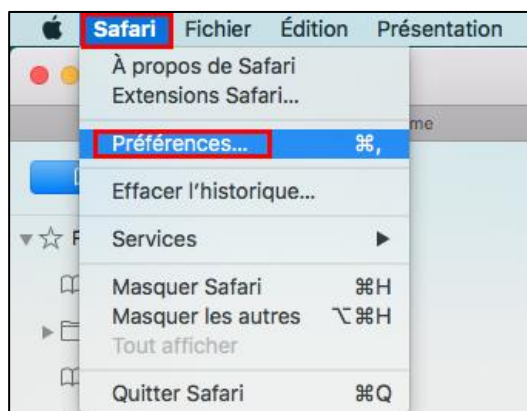 Safari Fichier Édition Présentation
À propos de Safari
Extensions Safari...
me
Préférences... ⌘,
Effacer l'historique...
F
Services ▶
Masquer Safari ⌘H
Masquer les autres ⌥⌘H
Tout afficher
Quitter Safari ⌘Q